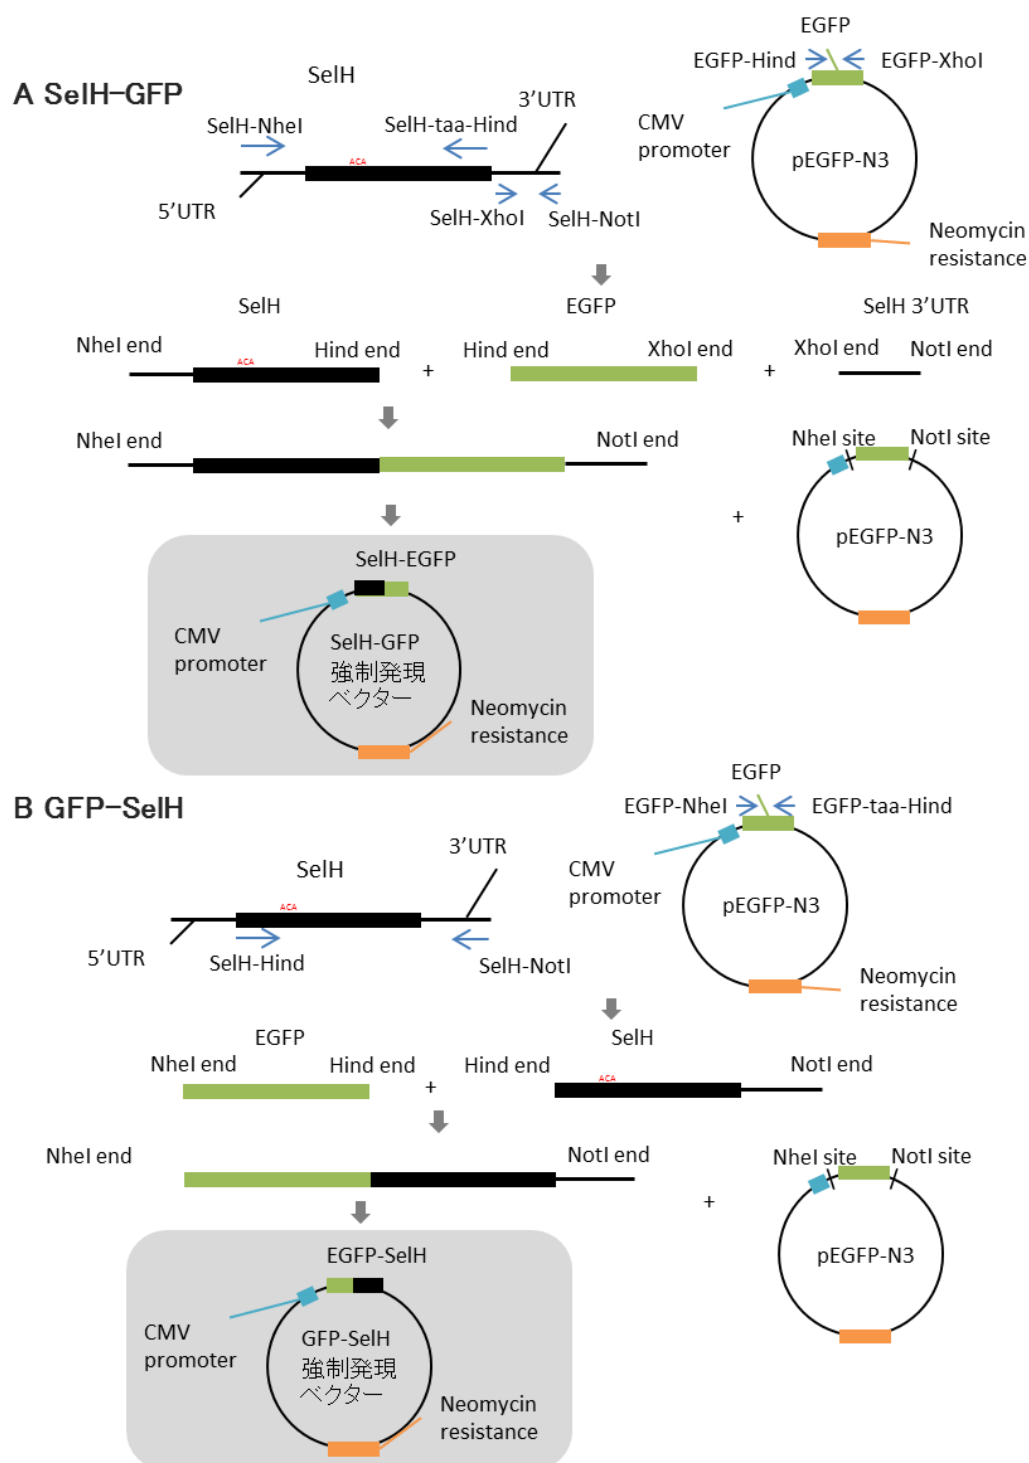 A SelH-GFP
SelH
SelH-NheI
SelH-taa-Hind
3'UTR
ACA
5'UTR
SelH-XhoI
SelH-NotI
EGFP
EGFP-Hind
EGFP-XhoI
CMV
promoter
pEGFP-N3
Neomycin
resistance
SelH
EGFP
SelH 3'UTR
NheI end
Hind end
Hind end
XhoI end
XhoI end
NotI end
ACA
+
+
NheI end
NotI end
+
NheI site
NotI site
pEGFP-N3
SelH-EGFP
CMV
promoter
SelH-GFP
強制発現
ベクター
Neomycin
resistance
B GFP-SelH
SelH
3'UTR
ACA
5'UTR
SelH-Hind
SelH-NotI
EGFP
EGFP-NheI
EGFP-taa-Hind
CMV
promoter
pEGFP-N3
Neomycin
resistance
EGFP
SelH
NheI end
Hind end
+
Hind end
NotI end
ACA
NheI end
NotI end
+
NheI site
NotI site
pEGFP-N3
EGFP-SelH
CMV
promoter
GFP-SelH
強制発現
ベクター
Neomycin
resistance